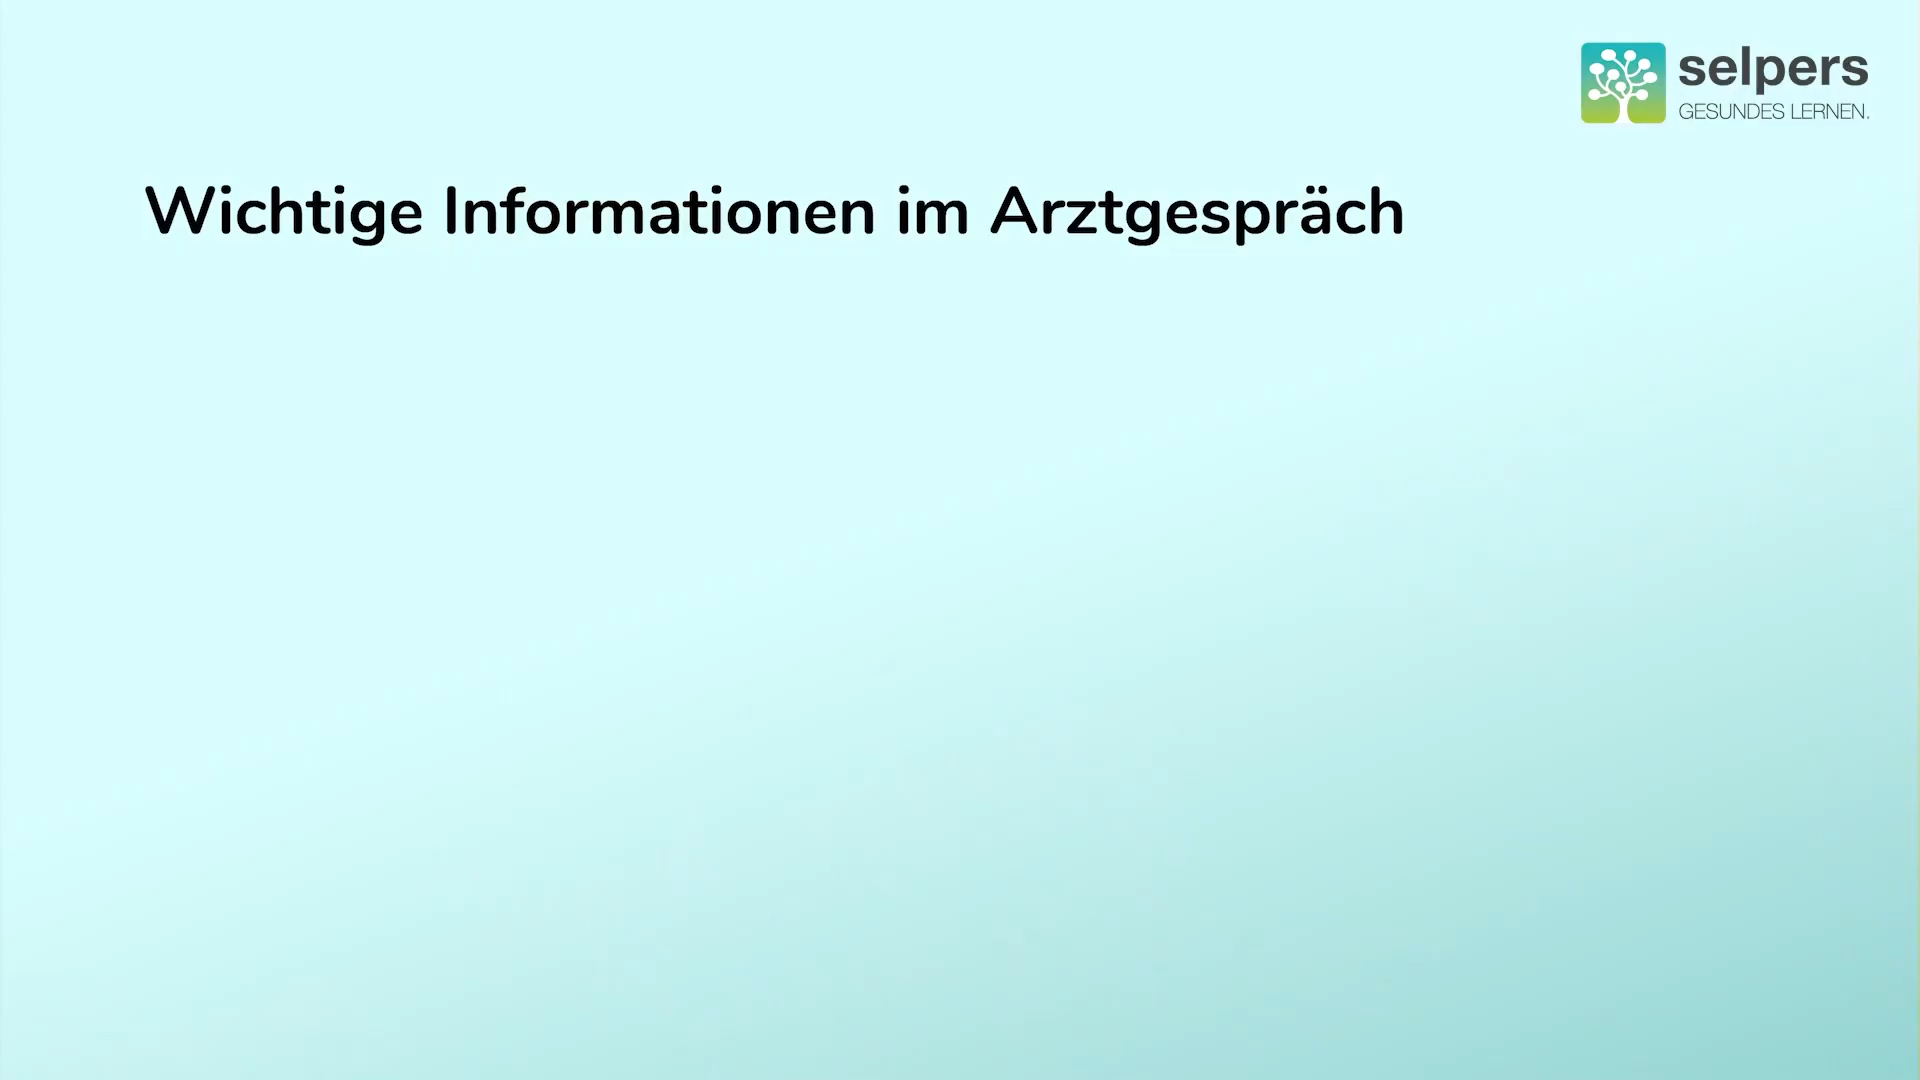 selpers
GESUNDES LERNEN.
Wichtige Informationen im Arztgespräch